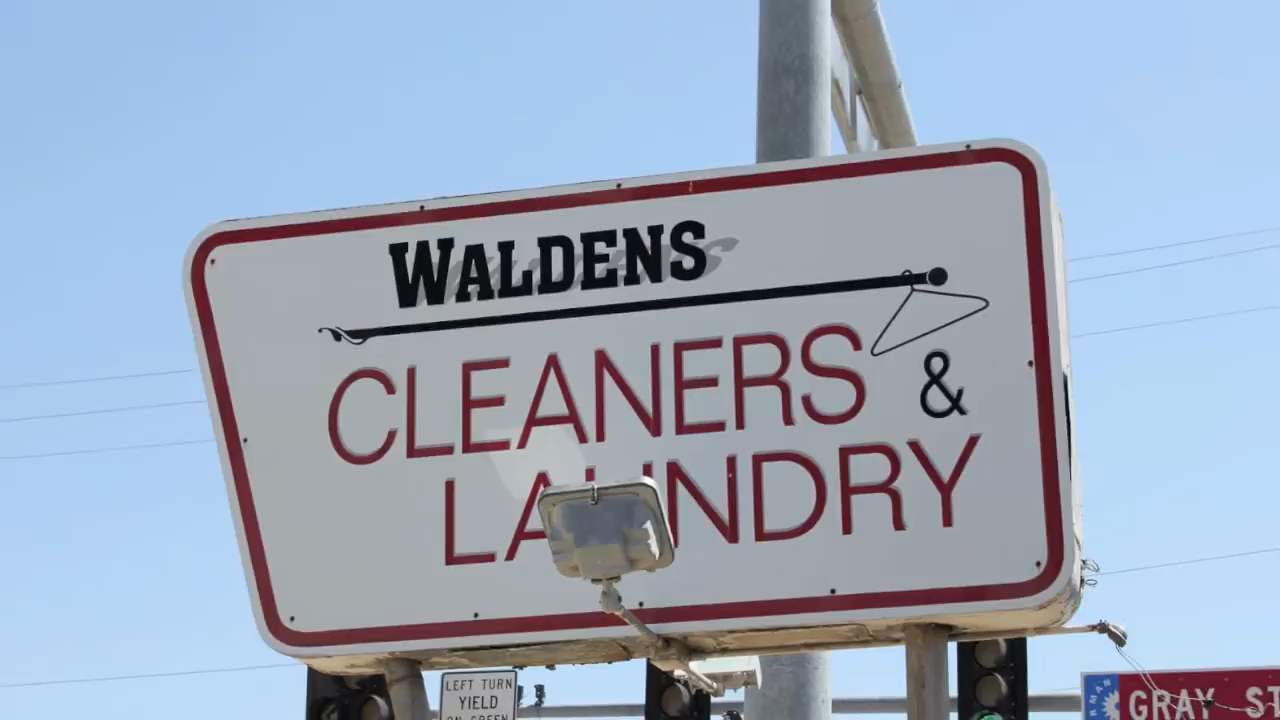 WALDENS
CLEANERS &
LAUNDRY
LEFT TURN
YIELD
ON GREEN
GRAY ST